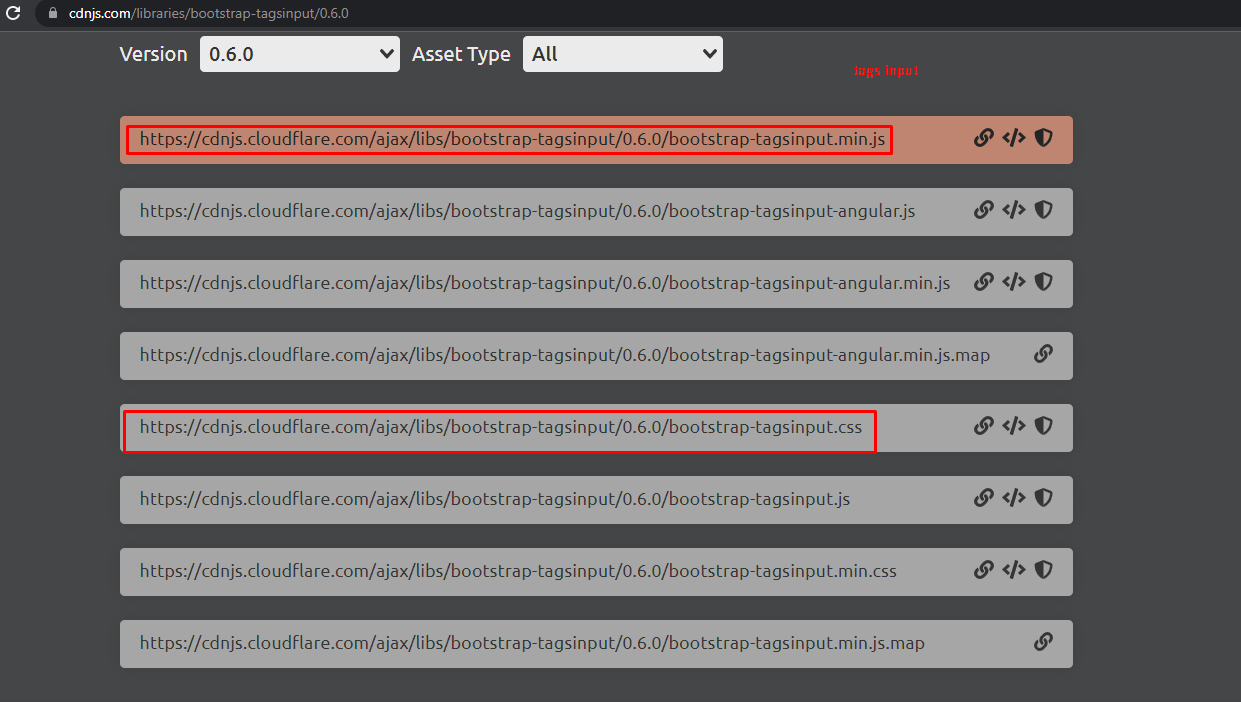 cdnjs.com/libraries/bootstrap-tagsinput/0.6.0
Version 0.6.0 Asset Type All
tags input
https://cdnjs.cloudflare.com/ajax/libs/bootstrap-tagsinput/0.6.0/bootstrap-tagsinput.min.js
https://cdnjs.cloudflare.com/ajax/libs/bootstrap-tagsinput/0.6.0/bootstrap-tagsinput-angular.js
https://cdnjs.cloudflare.com/ajax/libs/bootstrap-tagsinput/0.6.0/bootstrap-tagsinput-angular.min.js
https://cdnjs.cloudflare.com/ajax/libs/bootstrap-tagsinput/0.6.0/bootstrap-tagsinput-angular.min.js.map
https://cdnjs.cloudflare.com/ajax/libs/bootstrap-tagsinput/0.6.0/bootstrap-tagsinput.css
https://cdnjs.cloudflare.com/ajax/libs/bootstrap-tagsinput/0.6.0/bootstrap-tagsinput.js
https://cdnjs.cloudflare.com/ajax/libs/bootstrap-tagsinput/0.6.0/bootstrap-tagsinput.min.css
https://cdnjs.cloudflare.com/ajax/libs/bootstrap-tagsinput/0.6.0/bootstrap-tagsinput.min.js.map